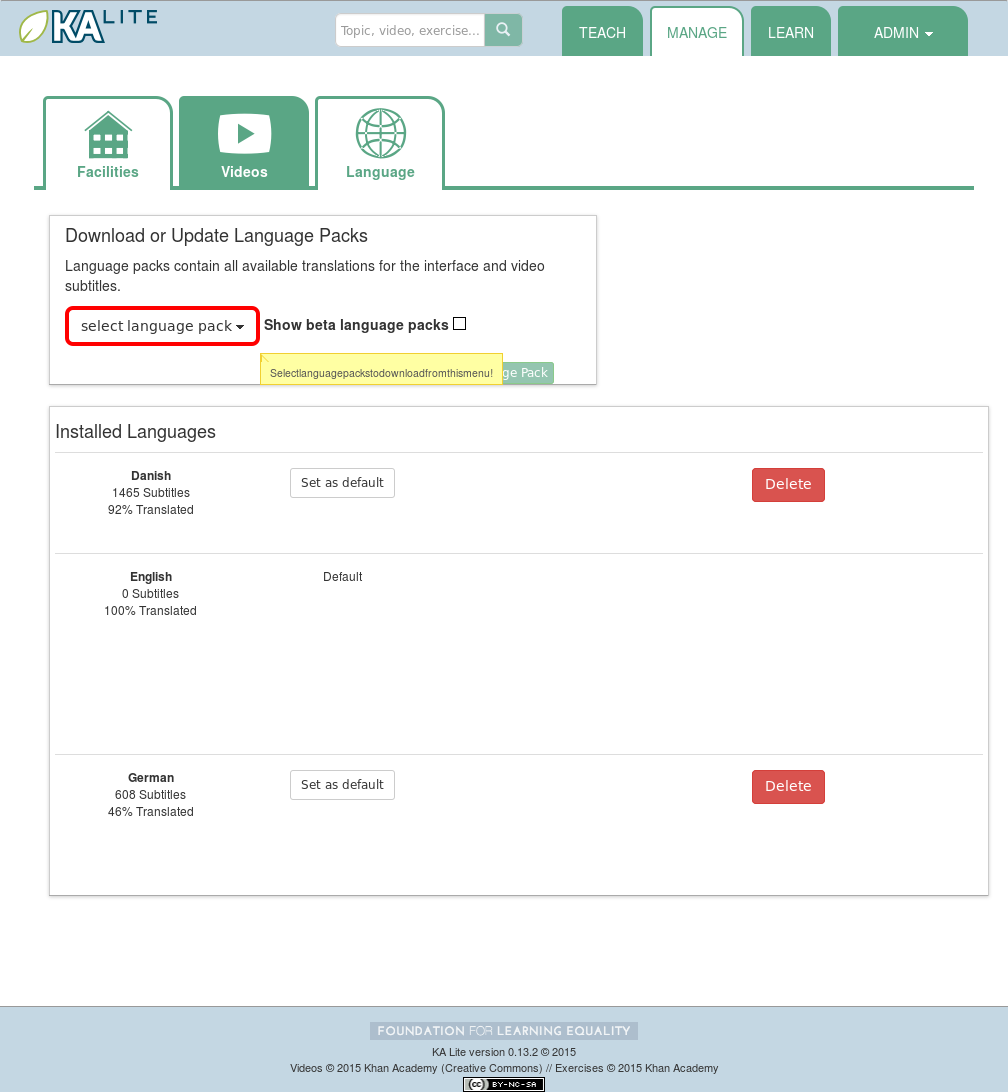 KA LITE
Topic, video, exercise...
TEACH
MANAGE
LEARN
ADMIN
Facilities
Videos
Language
Download or Update Language Packs
Language packs contain all available translations for the interface and video
subtitles.
select language pack
Show beta language packs
Selectlanguagepackstodownloadfromthismenu!
ge Pack
Installed Languages
Danish
1465 Subtitles
92% Translated
Set as default
Delete
English
0 Subtitles
100% Translated
Default
German
608 Subtitles
46% Translated
Set as default
Delete
FOUNDATION FOR LEARNING EQUALITY
KA Lite version 0.13.2 © 2015
Videos © 2015 Khan Academy (Creative Commons) // Exercises © 2015 Khan Academy
cc BY-NC-SA